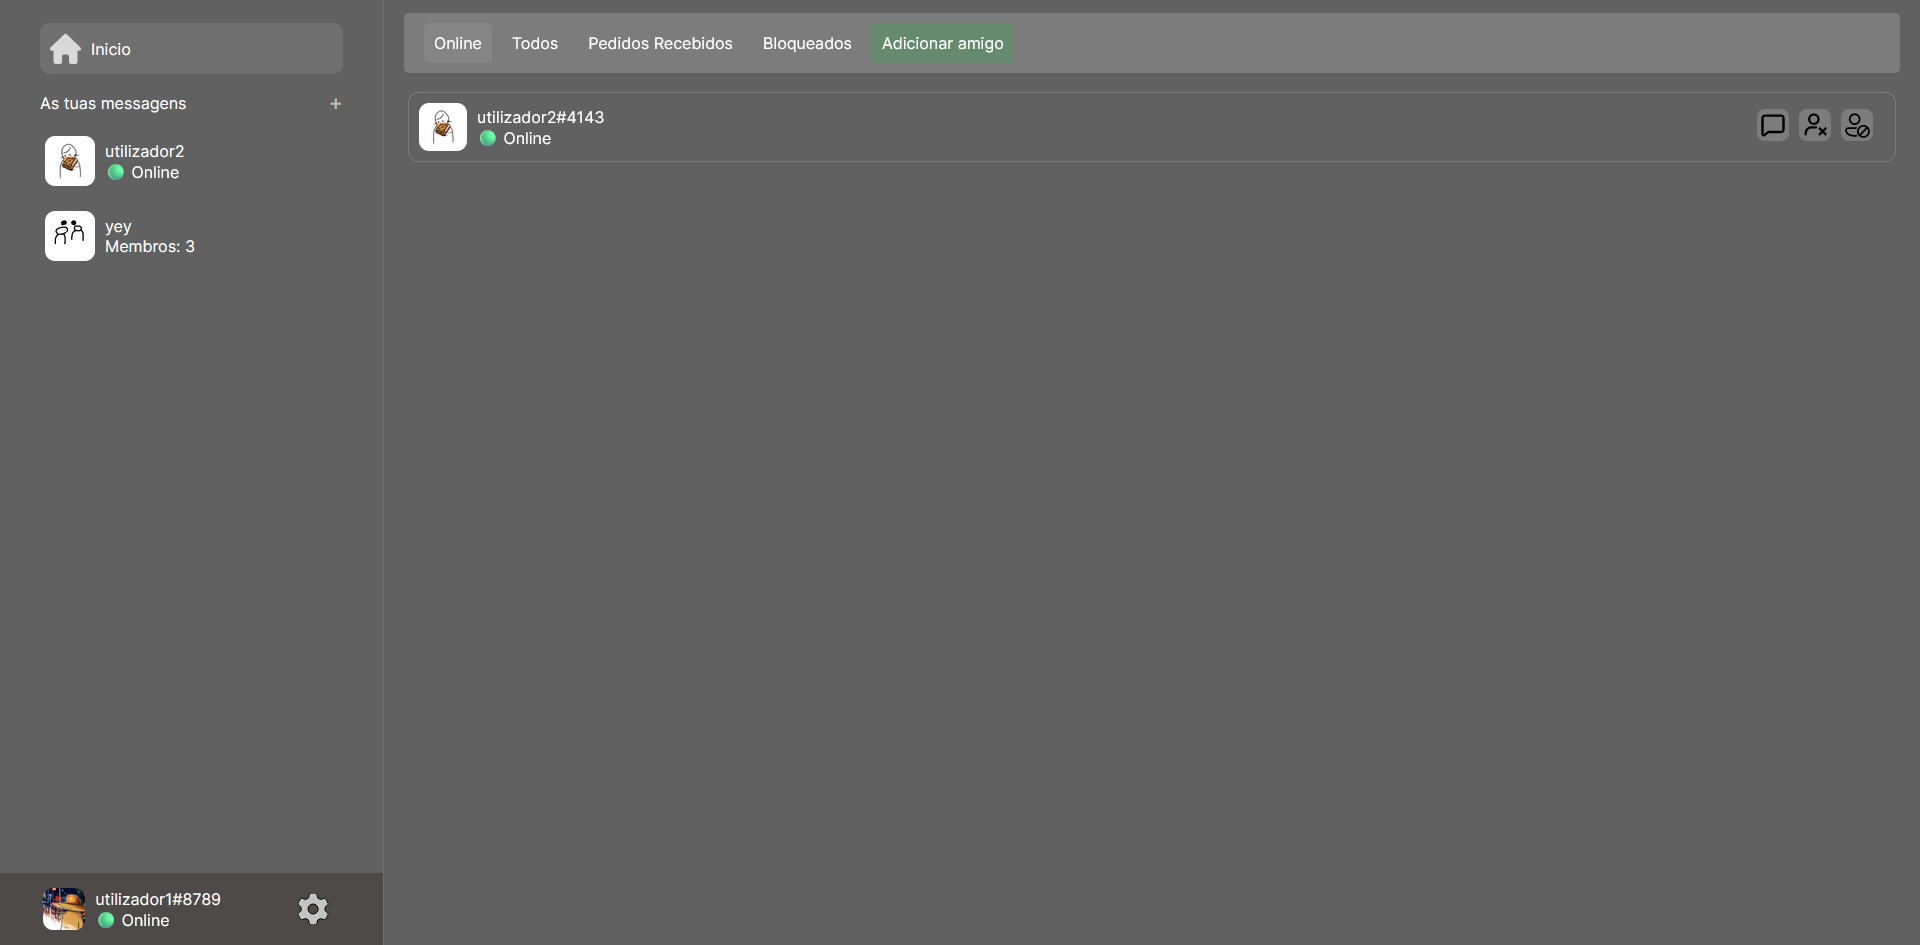 Inicio
As tuas messagens
+
utilizador2
Online
yey
Membros: 3
utilizador1#8789
Online
Online
Todos
Pedidos Recebidos
Bloqueados
Adicionar amigo
utilizador2#4143
Online